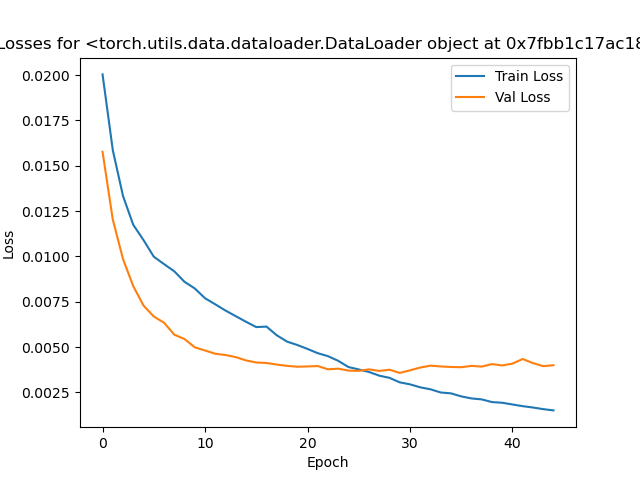 Losses for <torch.utils.data.dataloader.DataLoader object at 0x7fbb1c17ac18
Train Loss
Val Loss
0.0200
0.0175
0.0150
0.0125
0.0100
0.0075
0.0050
0.0025
Loss
0 10 20 30 40
Epoch